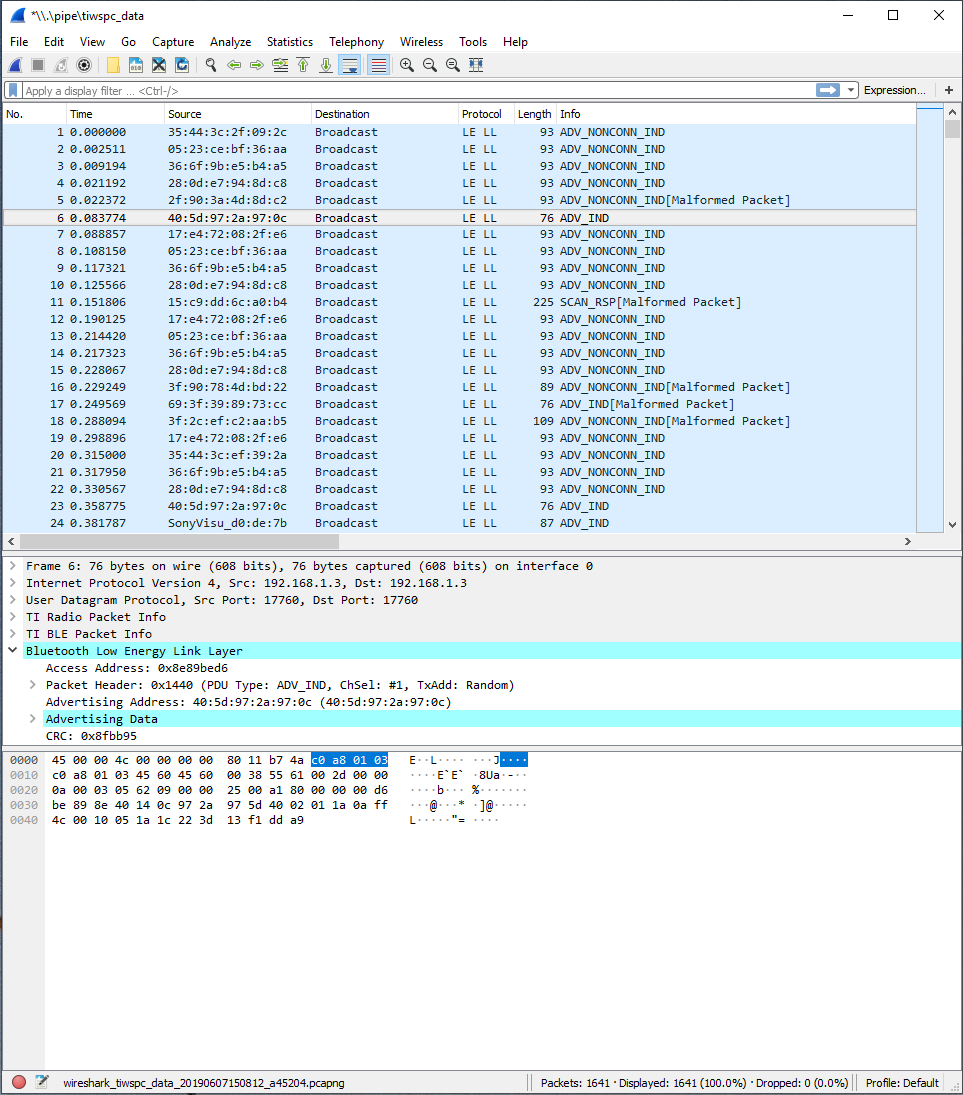 *\\.\pipe\tiwspc_data
File Edit View Go Capture Analyze Statistics Telephony Wireless Tools Help
Apply a display filter ... <Ctrl-/> Expression... +
No. Time Source Destination Protocol Length Info
1 0.000000 35:44:3c:2f:09:2c Broadcast LE LL 93 ADV_NONCONN_IND
2 0.002511 05:23:ce:bf:36:aa Broadcast LE LL 93 ADV_NONCONN_IND
3 0.009194 36:6f:9b:e5:b4:a5 Broadcast LE LL 93 ADV_NONCONN_IND
4 0.021192 28:0d:e7:94:8d:c8 Broadcast LE LL 93 ADV_NONCONN_IND
5 0.022372 2f:90:3a:4d:8d:c2 Broadcast LE LL 93 ADV_NONCONN_IND[Malformed Packet]
6 0.083774 40:5d:97:2a:97:0c Broadcast LE LL 76 ADV_IND
7 0.088857 17:e4:72:08:2f:e6 Broadcast LE LL 93 ADV_NONCONN_IND
8 0.108150 05:23:ce:bf:36:aa Broadcast LE LL 93 ADV_NONCONN_IND
9 0.117321 36:6f:9b:e5:b4:a5 Broadcast LE LL 93 ADV_NONCONN_IND
10 0.125566 28:0d:e7:94:8d:c8 Broadcast LE LL 93 ADV_NONCONN_IND
11 0.151806 15:c9:dd:6c:a0:b4 Broadcast LE LL 225 SCAN_RSP[Malformed Packet]
12 0.190125 17:e4:72:08:2f:e6 Broadcast LE LL 93 ADV_NONCONN_IND
13 0.214420 05:23:ce:bf:36:aa Broadcast LE LL 93 ADV_NONCONN_IND
14 0.217323 36:6f:9b:e5:b4:a5 Broadcast LE LL 93 ADV_NONCONN_IND
15 0.228067 28:0d:e7:94:8d:c8 Broadcast LE LL 93 ADV_NONCONN_IND
16 0.229249 3f:90:78:4d:bd:22 Broadcast LE LL 89 ADV_NONCONN_IND[Malformed Packet]
17 0.249569 69:3f:39:89:73:cc Broadcast LE LL 76 ADV_IND[Malformed Packet]
18 0.288094 3f:2c:ef:c2:aa:b5 Broadcast LE LL 109 ADV_NONCONN_IND[Malformed Packet]
19 0.298896 17:e4:72:08:2f:e6 Broadcast LE LL 93 ADV_NONCONN_IND
20 0.315000 35:44:3c:ef:39:2a Broadcast LE LL 93 ADV_NONCONN_IND
21 0.317950 36:6f:9b:e5:b4:a5 Broadcast LE LL 93 ADV_NONCONN_IND
22 0.330567 28:0d:e7:94:8d:c8 Broadcast LE LL 93 ADV_NONCONN_IND
23 0.358775 40:5d:97:2a:97:0c Broadcast LE LL 76 ADV_IND
24 0.381787 SonyVisu_d0:de:7b Broadcast LE LL 87 ADV_IND
Frame 6: 76 bytes on wire (608 bits), 76 bytes captured (608 bits) on interface 0
Internet Protocol Version 4, Src: 192.168.1.3, Dst: 192.168.1.3
User Datagram Protocol, Src Port: 17760, Dst Port: 17760
TI Radio Packet Info
TI BLE Packet Info
Bluetooth Low Energy Link Layer
Access Address: 0x8e89bed6
Packet Header: 0x1440 (PDU Type: ADV_IND, ChSel: #1, TxAdd: Random)
Advertising Address: 40:5d:97:2a:97:0c (40:5d:97:2a:97:0c)
Advertising Data
CRC: 0x8fbb95
0000 45 00 00 4c 00 00 00 00 80 11 b7 4a c0 a8 01 03 E··L···· ···J····
0010 c0 a8 01 03 45 60 45 60 00 38 55 61 00 2d 00 00 ····E`E` ·8Ua·-··
0020 0a 00 03 05 62 09 00 00 25 00 a1 80 00 00 00 d6 ····b··· %·······
0030 be 89 8e 40 14 0c 97 2a 97 5d 40 02 01 1a 0a ff ···@···* ·]@·····
0040 4c 00 10 05 1a 1c 22 3d 13 f1 dd a9 L·····"= ····
wireshark_tiwspc_data_20190607150812_a45204.pcapng Packets: 1641 · Displayed: 1641 (100.0%) · Dropped: 0 (0.0%) Profile: Default